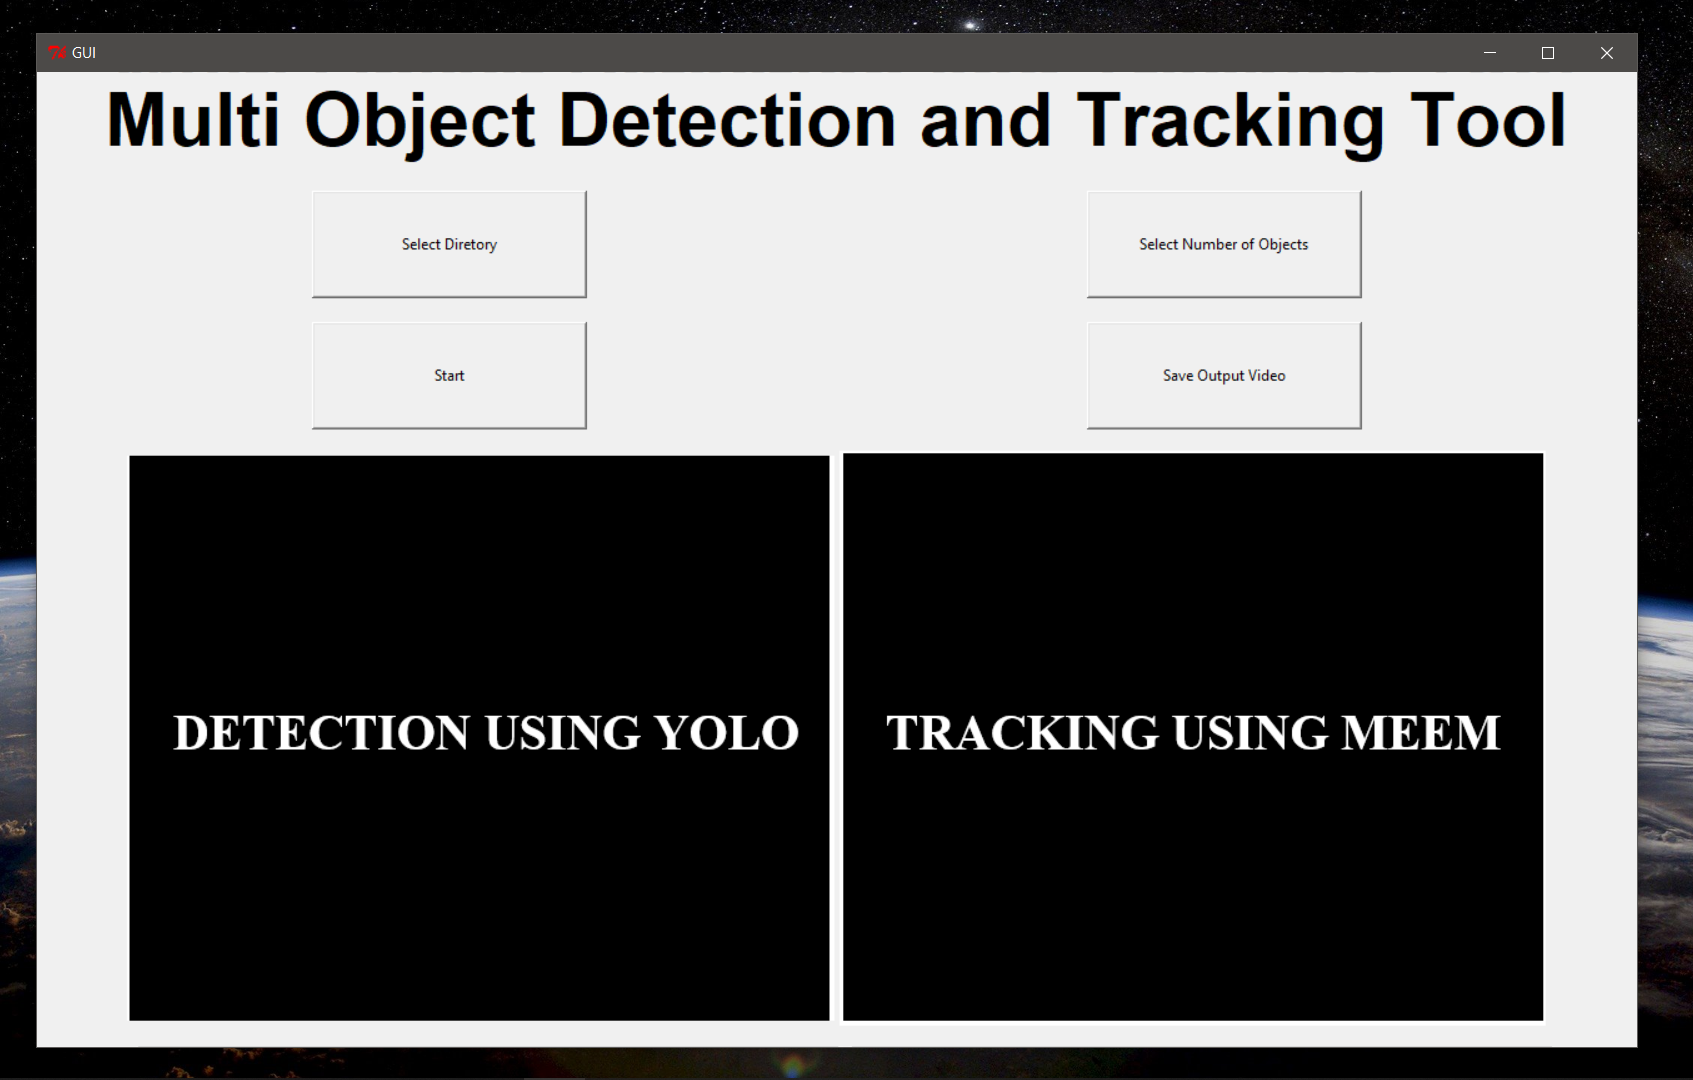 GUI
Multi Object Detection and Tracking Tool
Select Diretory
Select Number of Objects
Start
Save Output Video
DETECTION USING YOLO
TRACKING USING MEEM